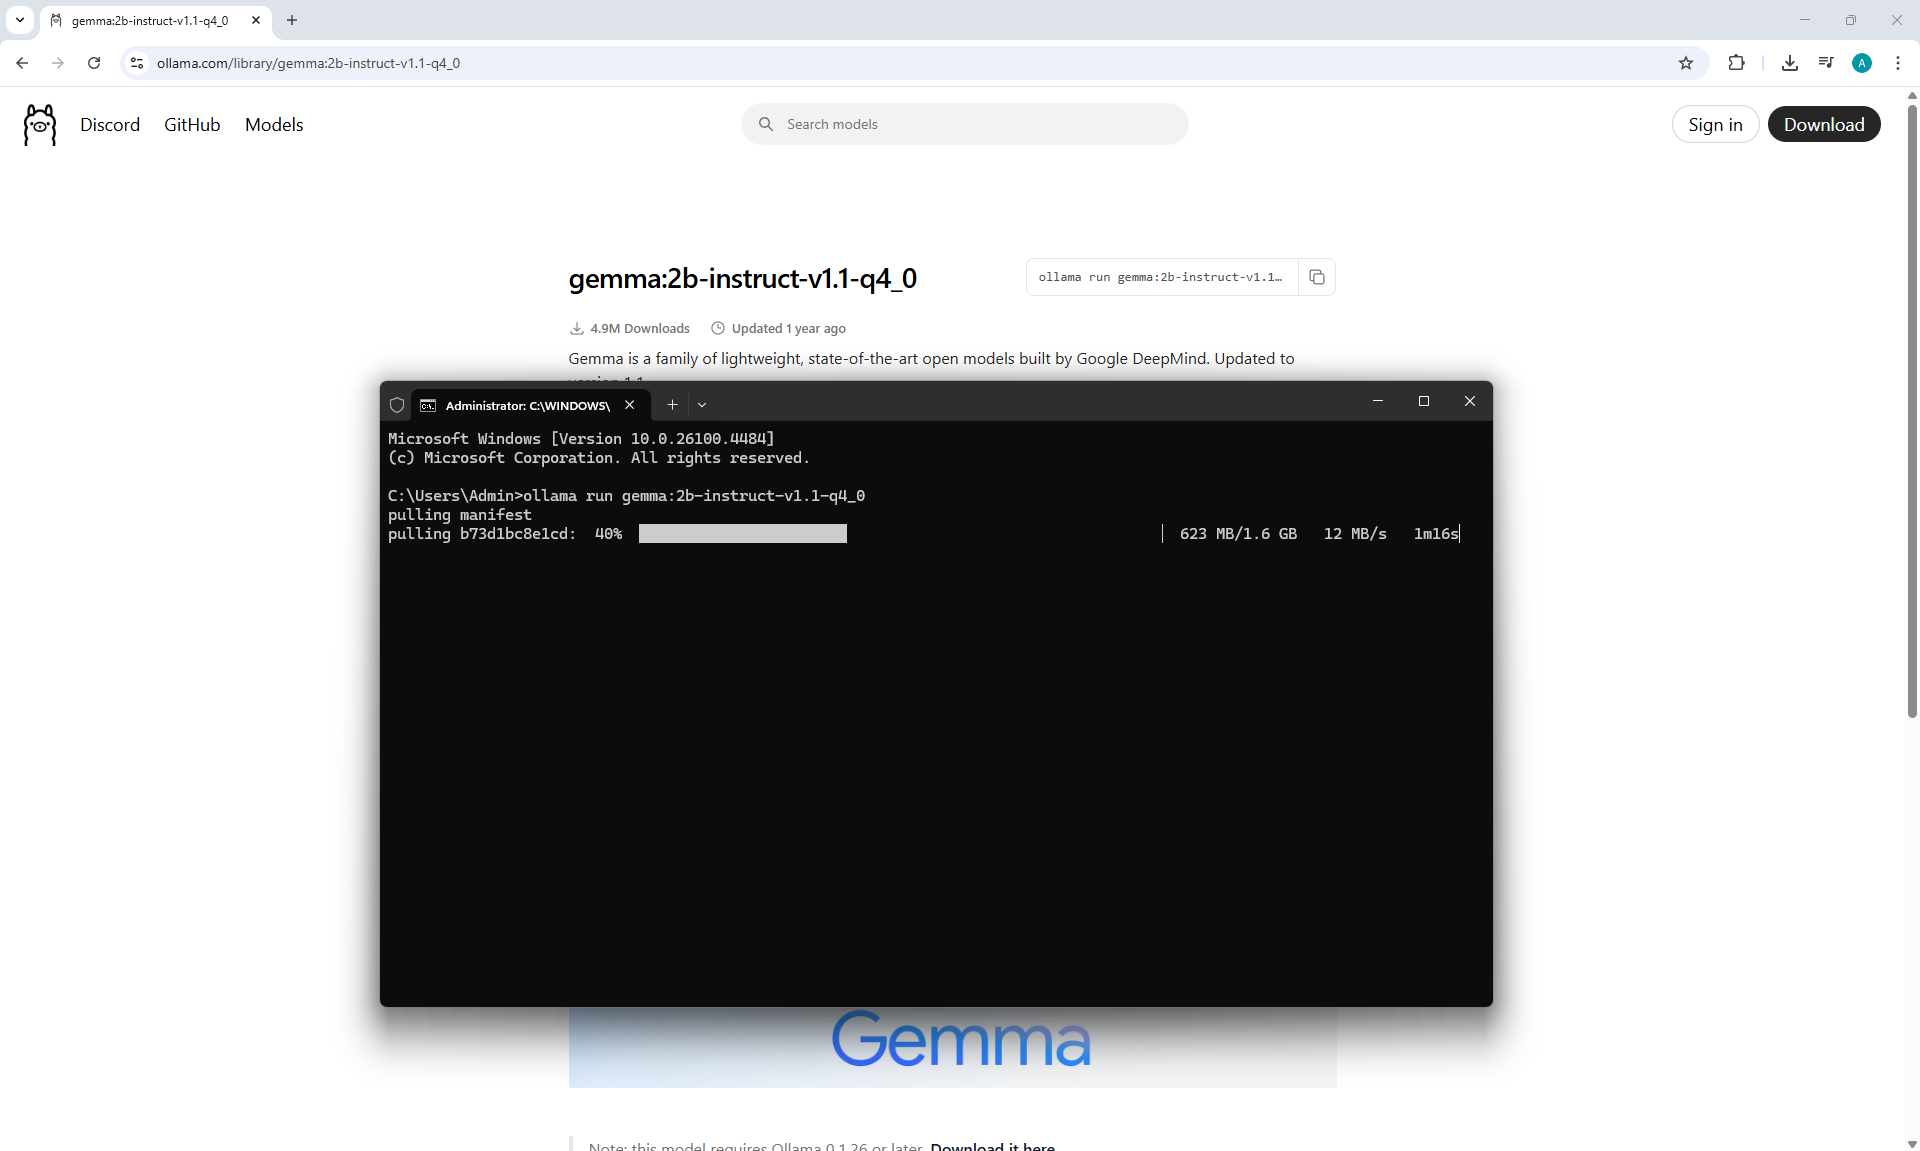 gemma:2b-instruct-v1.1-q4_0
ollama.com/library/gemma:2b-instruct-v1.1-q4_0
A
Discord GitHub Models
Search models
Sign in
Download
gemma:2b-instruct-v1.1-q4_0
ollama run gemma:2b-instruct-v1.1…
4.9M Downloads Updated 1 year ago
Gemma is a family of lightweight, state-of-the-art open models built by Google DeepMind. Updated to
version 1.1
Administrator: C:\WINDOWS\
Microsoft Windows [Version 10.0.26100.4484]
(c) Microsoft Corporation. All rights reserved.
C:\Users\Admin>ollama run gemma:2b-instruct-v1.1-q4_0
pulling manifest
pulling b73d1bc8e1cd: 40% 623 MB/1.6 GB 12 MB/s 1m16s
Gemma
Note: this model requires Ollama 0.1.26 or later. Download it here